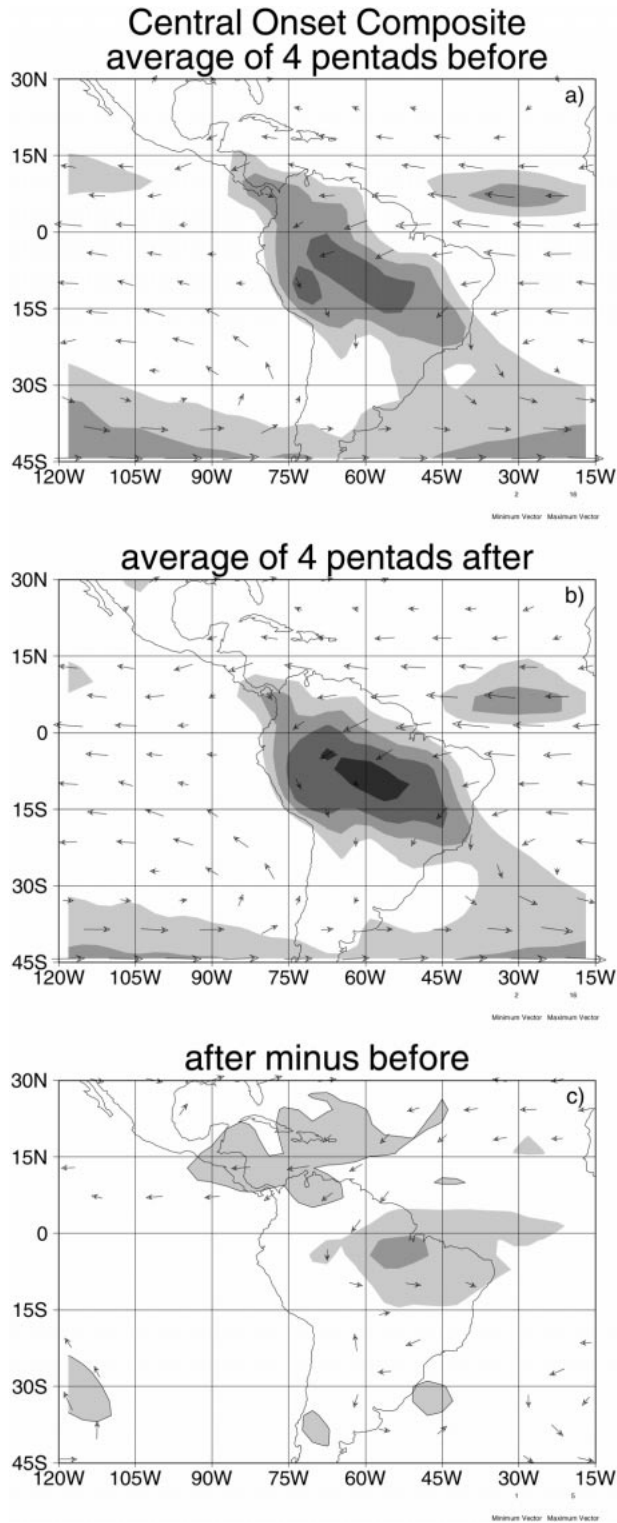 Central Onset Composite
average of 4 pentads before
a)
30N
15N
0
15S
30S
45S
120W 105W 90W 75W 60W 45W 30W 15W
2 16
Minimum Vector Maximum Vector
average of 4 pentads after
b)
30N
15N
0
15S
30S
45S
120W 105W 90W 75W 60W 45W 30W 15W
2 16
Minimum Vector Maximum Vector
after minus before
c)
30N
15N
0
15S
30S
45S
120W 105W 90W 75W 60W 45W 30W 15W
1 5
Minimum Vector Maximum Vector